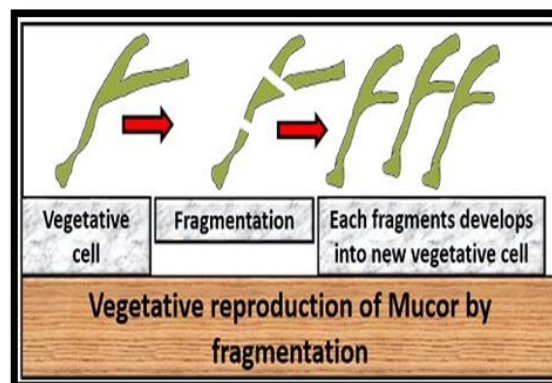 Vegetative
cell
Fragmentation
Each fragments develops
into new vegetative cell
Vegetative reproduction of Mucor by
fragmentation